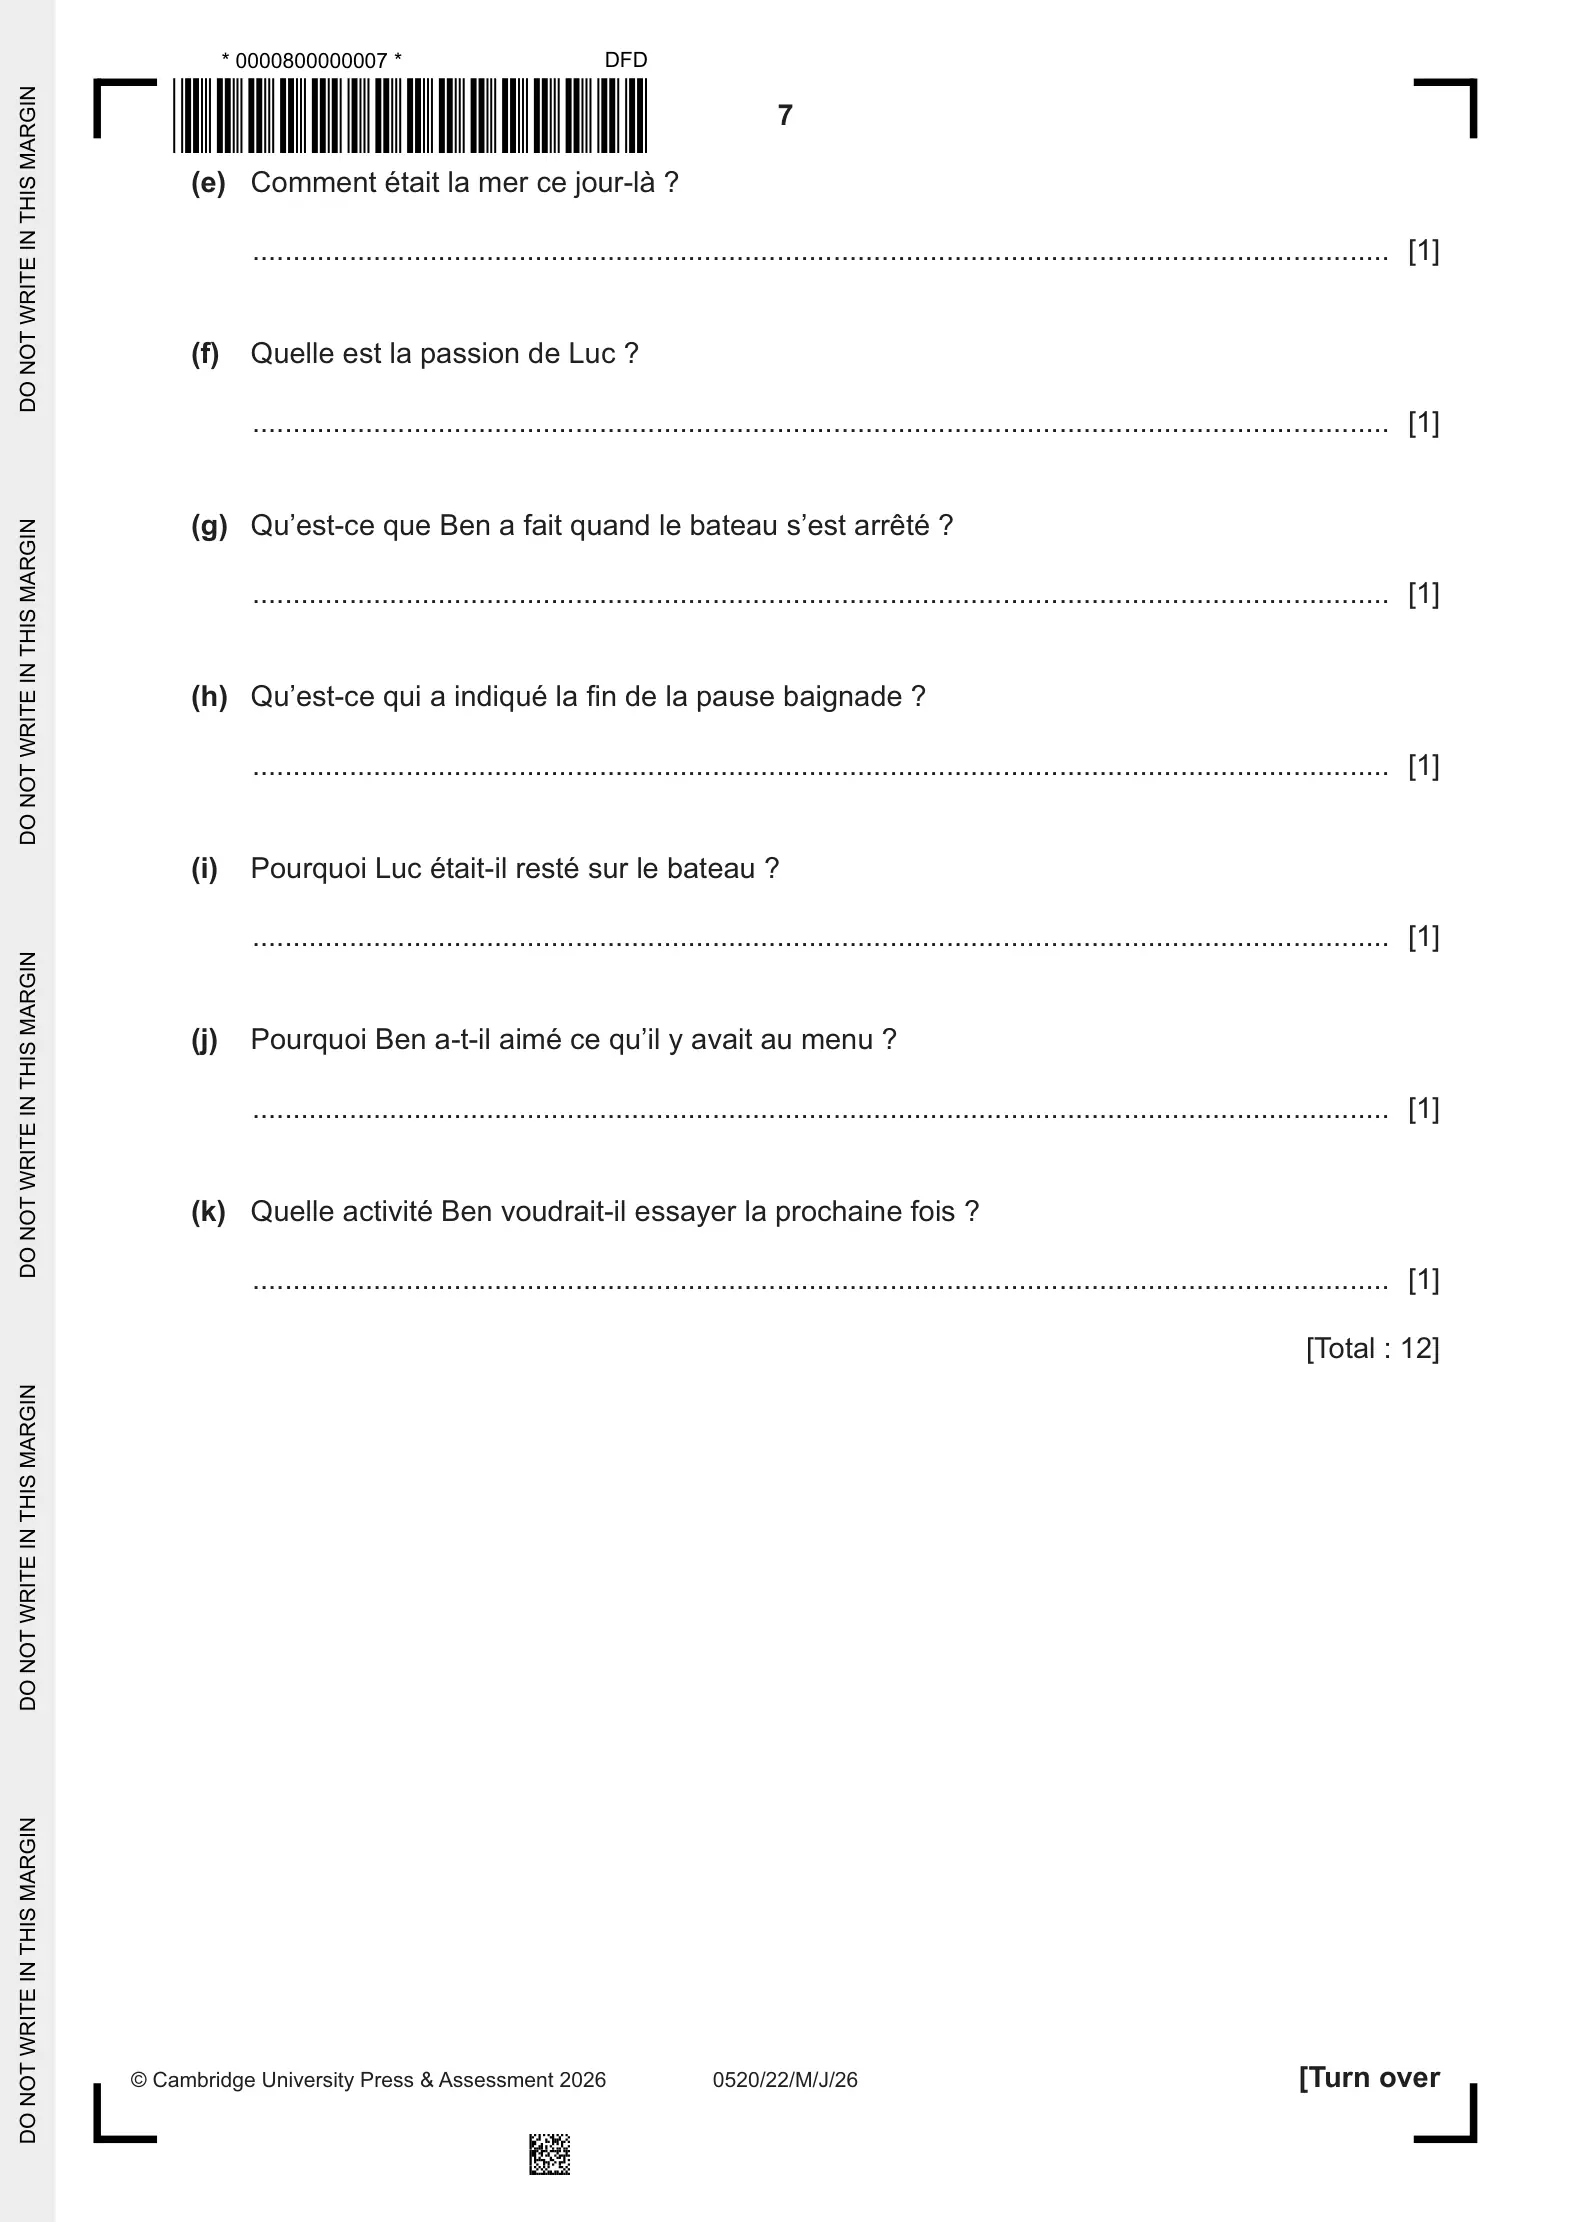 * 0000800000007 *
DFD
7
(e) Comment était la mer ce jour-là ?
.......................................................................................................................................... [1]
(f) Quelle est la passion de Luc ?
.......................................................................................................................................... [1]
(g) Qu’est-ce que Ben a fait quand le bateau s’est arrêté ?
.......................................................................................................................................... [1]
(h) Qu’est-ce qui a indiqué la fin de la pause baignade ?
.......................................................................................................................................... [1]
(i) Pourquoi Luc était-il resté sur le bateau ?
.......................................................................................................................................... [1]
(j) Pourquoi Ben a-t-il aimé ce qu’il y avait au menu ?
.......................................................................................................................................... [1]
(k) Quelle activité Ben voudrait-il essayer la prochaine fois ?
.......................................................................................................................................... [1]
[Total : 12]
© Cambridge University Press & Assessment 2026
0520/22/M/J/26
[Turn over
DO NOT WRITE IN THIS MARGIN
DO NOT WRITE IN THIS MARGIN
DO NOT WRITE IN THIS MARGIN
DO NOT WRITE IN THIS MARGIN
DO NOT WRITE IN THIS MARGIN